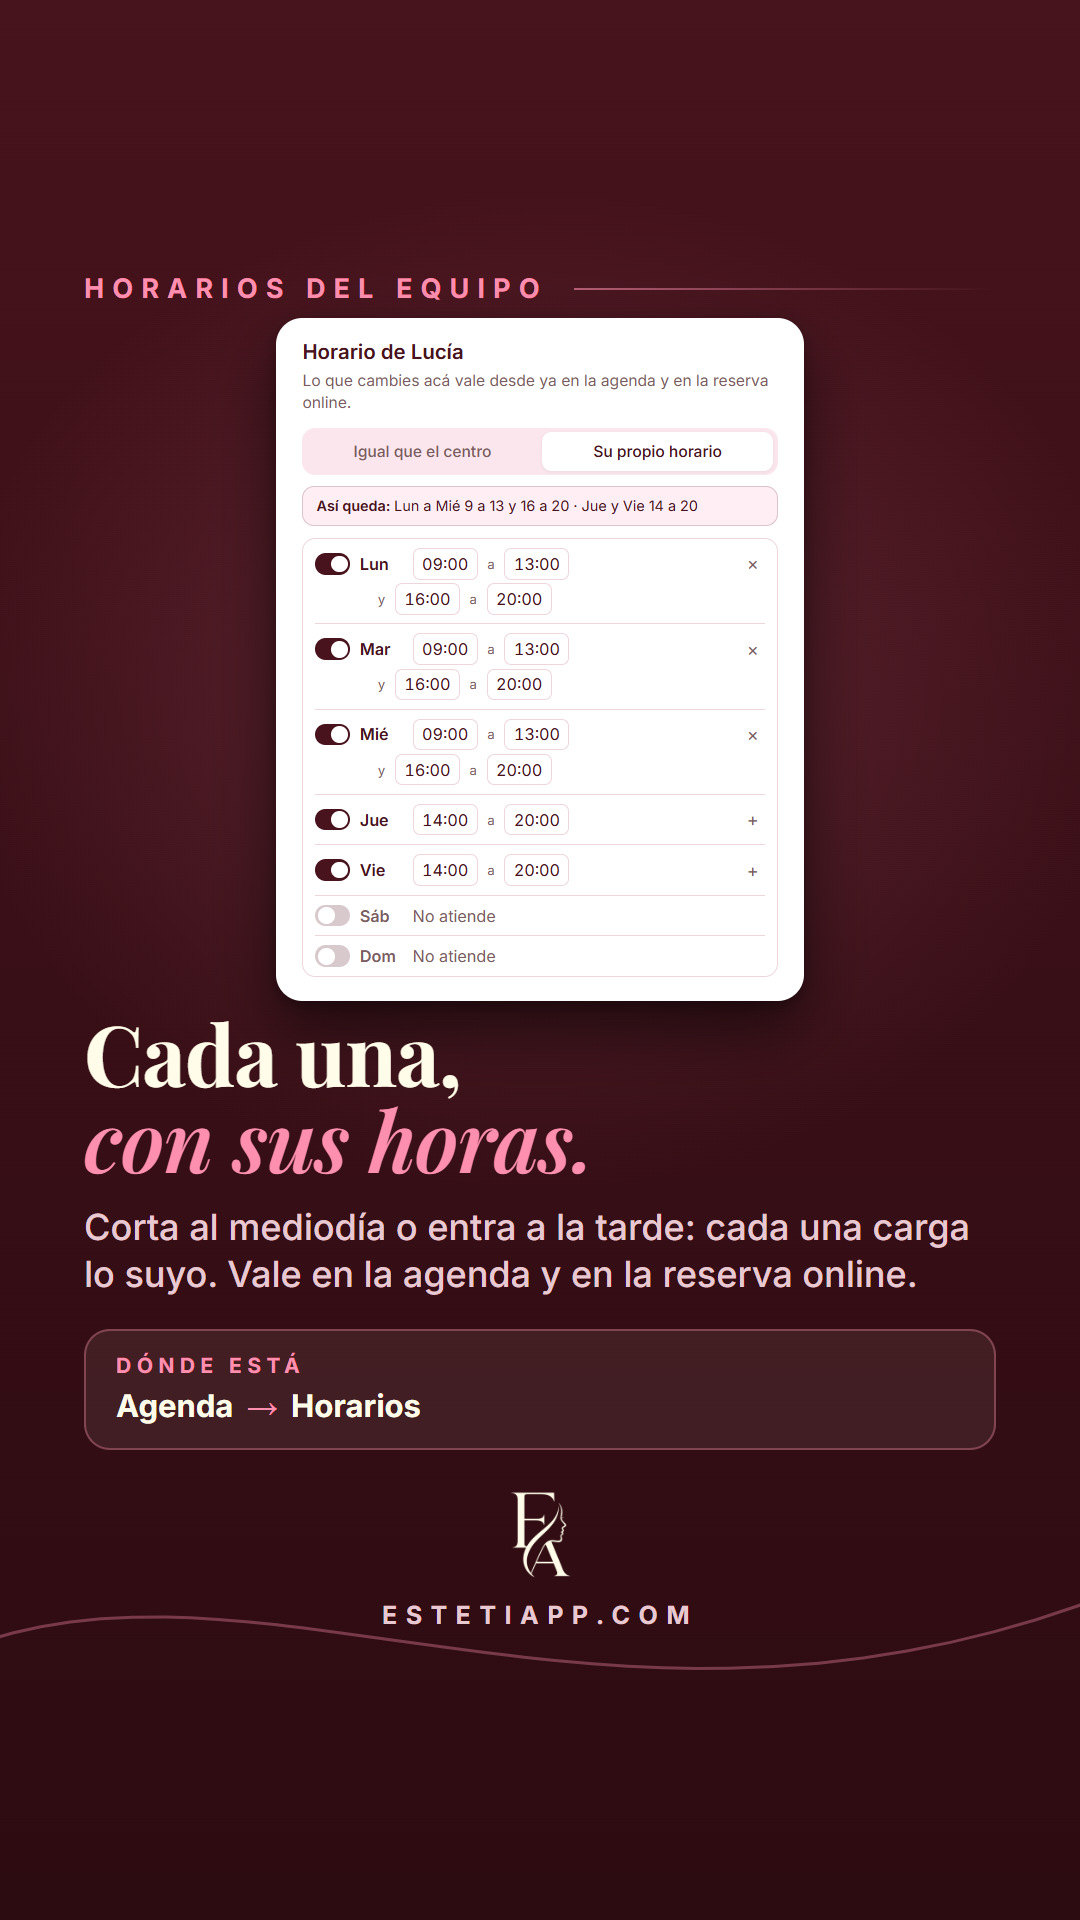 HORARIOS DEL EQUIPO
Horario de Lucía
Lo que cambies acá vale desde ya en la agenda y en la reserva
online.
Igual que el centro
Su propio horario
Así queda: Lun a Mié 9 a 13 y 16 a 20 · Jue y Vie 14 a 20
Lun 09:00 a 13:00 ×
y 16:00 a 20:00
Mar 09:00 a 13:00 ×
y 16:00 a 20:00
Mié 09:00 a 13:00 ×
y 16:00 a 20:00
Jue 14:00 a 20:00 +
Vie 14:00 a 20:00 +
Sáb No atiende
Dom No atiende
Cada una,
con sus horas.
Corta al mediodía o entra a la tarde: cada una carga
lo suyo. Vale en la agenda y en la reserva online.
DÓNDE ESTÁ
Agenda → Horarios
EA
ESTETIAPP.COM